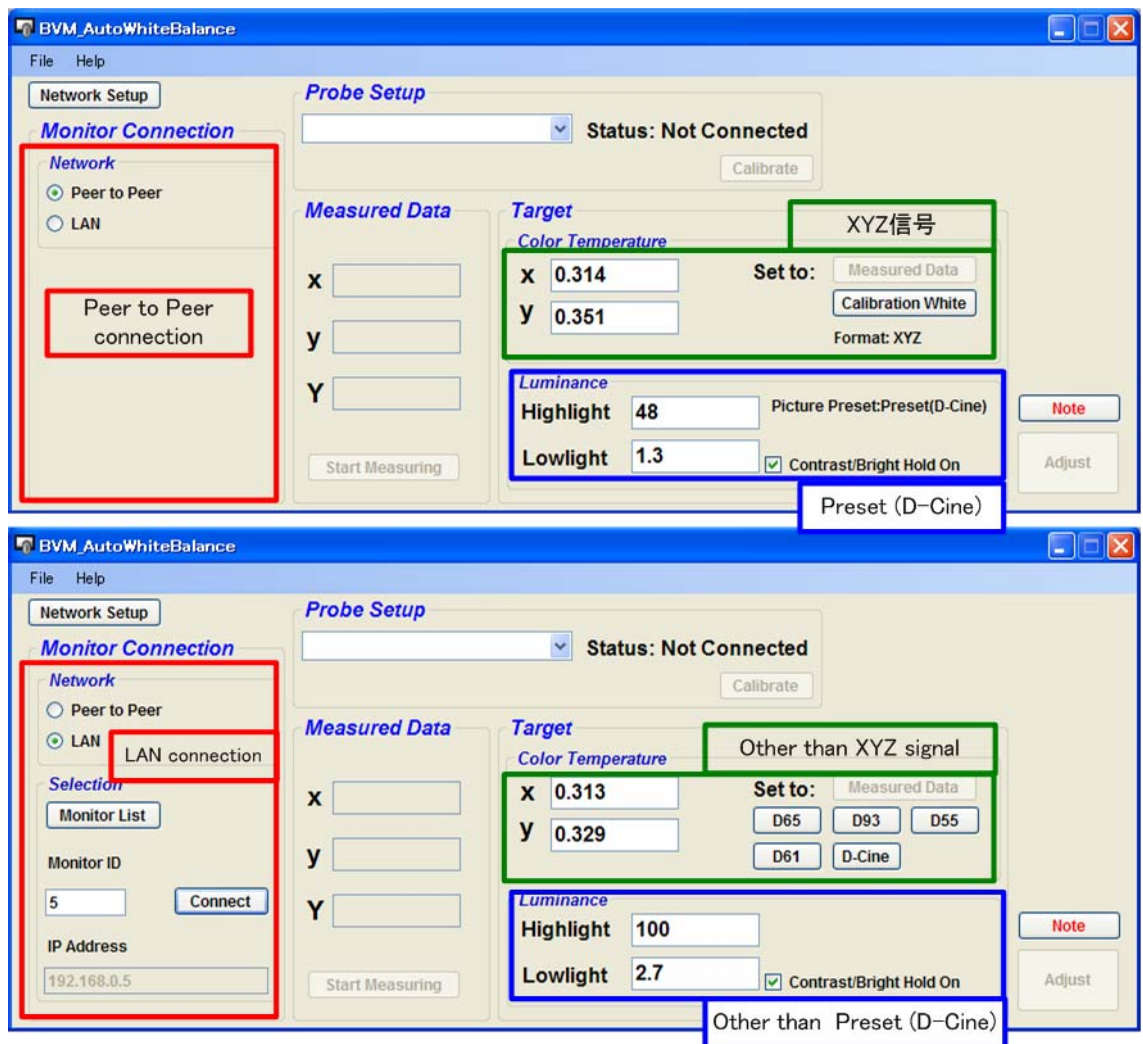 BVM_AutoWhiteBalance
File Help
Network Setup
Monitor Connection
Network
Peer to Peer
LAN
Peer to Peer
connection
Probe Setup
Status: Not Connected
Calibrate
Measured Data
x
y
Y
Start Measuring
Target
XYZ信号
Color Temperature
x 0.314 Set to: Measured Data
y 0.351 Calibration White
Format: XYZ
Luminance
Highlight 48 Picture Preset:Preset(D-Cine)
Lowlight 1.3 Contrast/Bright Hold On
Preset (D-Cine)
Note
Adjust
BVM_AutoWhiteBalance
File Help
Network Setup
Monitor Connection
Network
Peer to Peer
LAN
LAN connection
Selection
Monitor List
Monitor ID
5 Connect
IP Address
192.168.0.5
Probe Setup
Status: Not Connected
Calibrate
Measured Data
x
y
Y
Start Measuring
Target
Other than XYZ signal
Color Temperature
x 0.313 Set to: Measured Data
y 0.329 D65 D93 D55
D61 D-Cine
Luminance
Highlight 100
Lowlight 2.7 Contrast/Bright Hold On
Other than Preset (D-Cine)
Note
Adjust